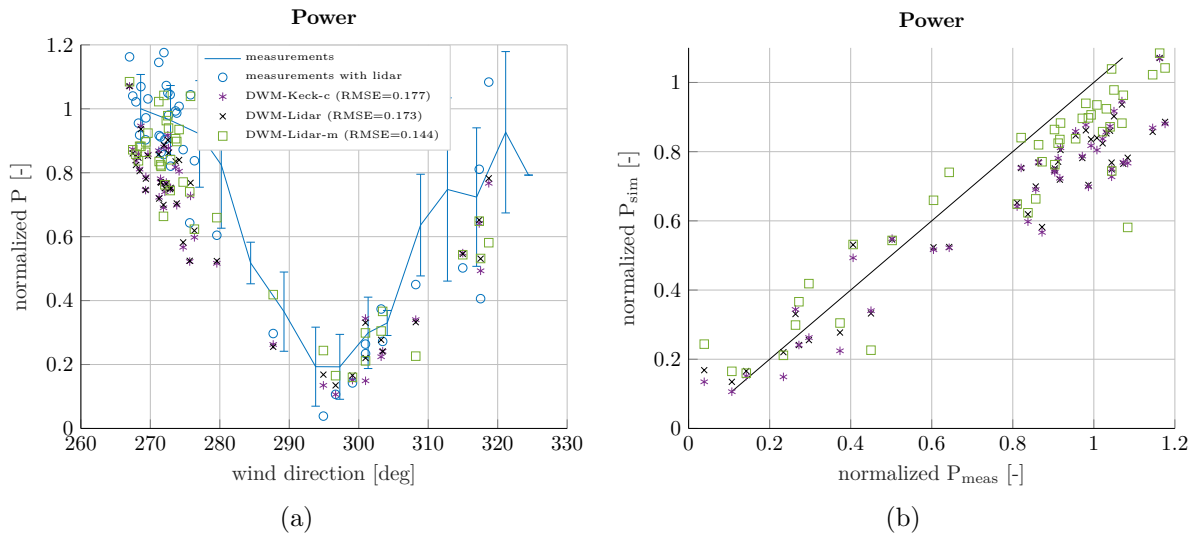 Power
normalized P [-]
1.2
1
0.8
0.6
0.4
0.2
0
measurements
measurements with lidar
DWM-Keck-c (RMSE=0.177)
DWM-Lidar (RMSE=0.173)
DWM-Lidar-m (RMSE=0.144)
260 270 280 290 300 310 320 330
wind direction [deg]
(a)
Power
normalized P_sim [-]
1
0.8
0.6
0.4
0.2
0
0 0.2 0.4 0.6 0.8 1 1.2
normalized P_meas [-]
(b)